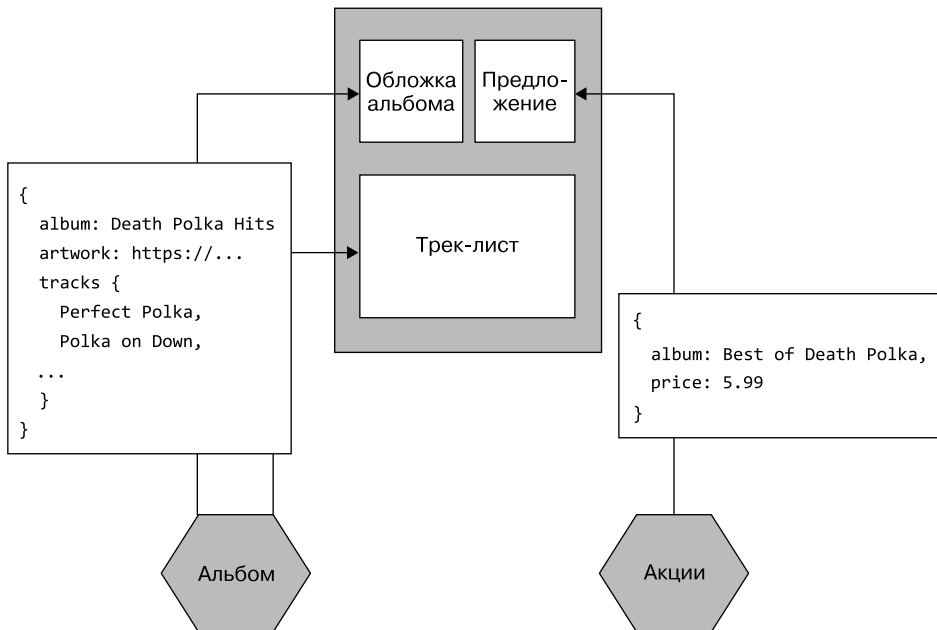 Обложка
альбома
Предло-
жение
Трек-лист
{
album: Death Polka Hits
artwork: https://...
tracks {
Perfect Polka,
Polka on Down,
...
}
}
{
album: Best of Death Polka,
price: 5.99
}
Альбом
Акции